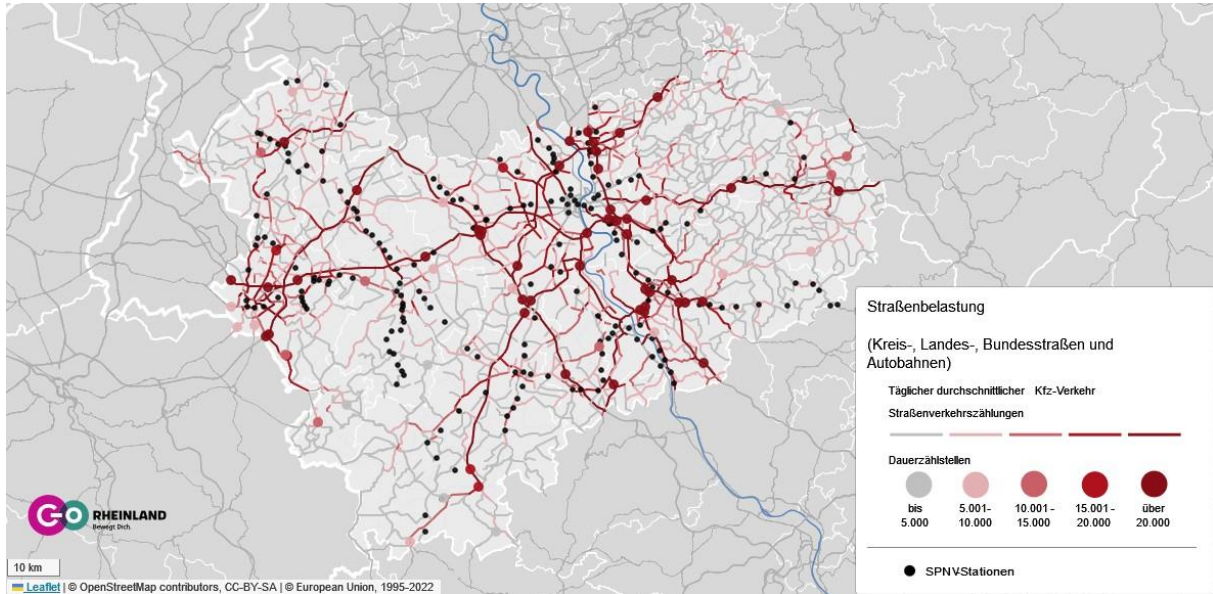 Straßenbelastung
(Kreis-, Landes-, Bundesstraßen und
Autobahnen)
Täglicher durchschnittlicher Kfz-Verkehr
Straßenverkehrszählungen
Dauerzählstellen
bis 5.000
5.001- 10.000
10.001 - 15.000
15.001 - 20.000
über 20.000
SPNV-Stationen
GO RHEINLAND
Bewegt Dich.
10 km
Leaflet | © OpenStreetMap contributors, CC-BY-SA | © European Union, 1995-2022